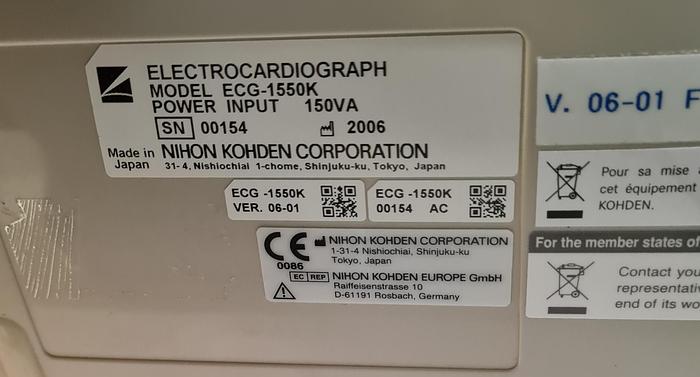 ELECTROCARDIOGRAPH
MODEL ECG-1550K
POWER INPUT 150VA
SN 00154 2006
Made in Japan NIHON KOHDEN CORPORATION
31-4, Nishiochiai 1-chome, Shinjuku-ku, Tokyo, Japan
ECG -1550K
VER. 06-01
ECG -1550K
00154 AC
CE
0086
NIHON KOHDEN CORPORATION
1-31-4 Nishiochiai, Shinjuku-ku
Tokyo, Japan
EC REP NIHON KOHDEN EUROPE GmbH
Raiffeisenstrasse 10
D-61191 Rosbach, Germany
V. 06-01 F
Pour sa mise
cet équipement
KOHDEN.
For the member states of
Contact you
representati
end of its wo